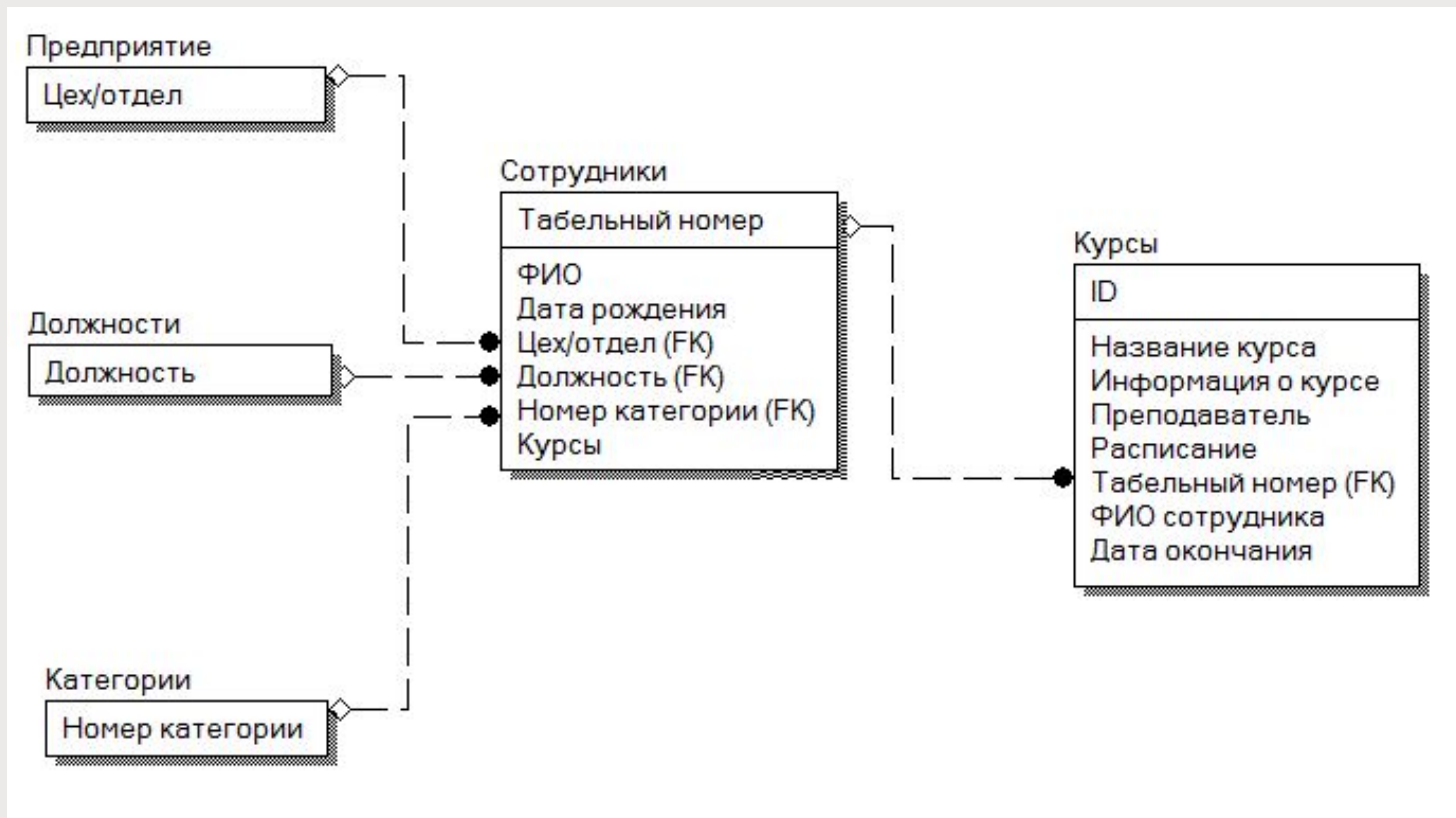 Предприятие
Цех/отдел
Сотрудники
Табельный номер
ФИО
Дата рождения
Цех/отдел (FK)
Должность (FK)
Номер категории (FK)
Курсы
Курсы
ID
Название курса
Информация о курсе
Преподаватель
Расписание
Табельный номер (FK)
ФИО сотрудника
Дата окончания
Должности
Должность
Категории
Номер категории